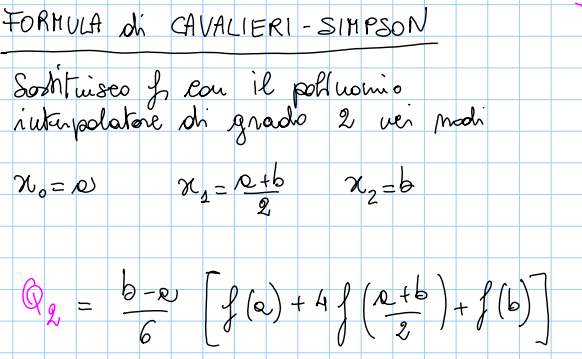 FORMULA di CAVALIERI-SIMPSON
Sostituisco f con il polinomio
interpolatore di grado 2 nei nodi
x₀ = a x₁ = (a+b)/2 x₂ = b
Q₂ = (b-a)/6 [f(a) + 4f((a+b)/2) + f(b)]